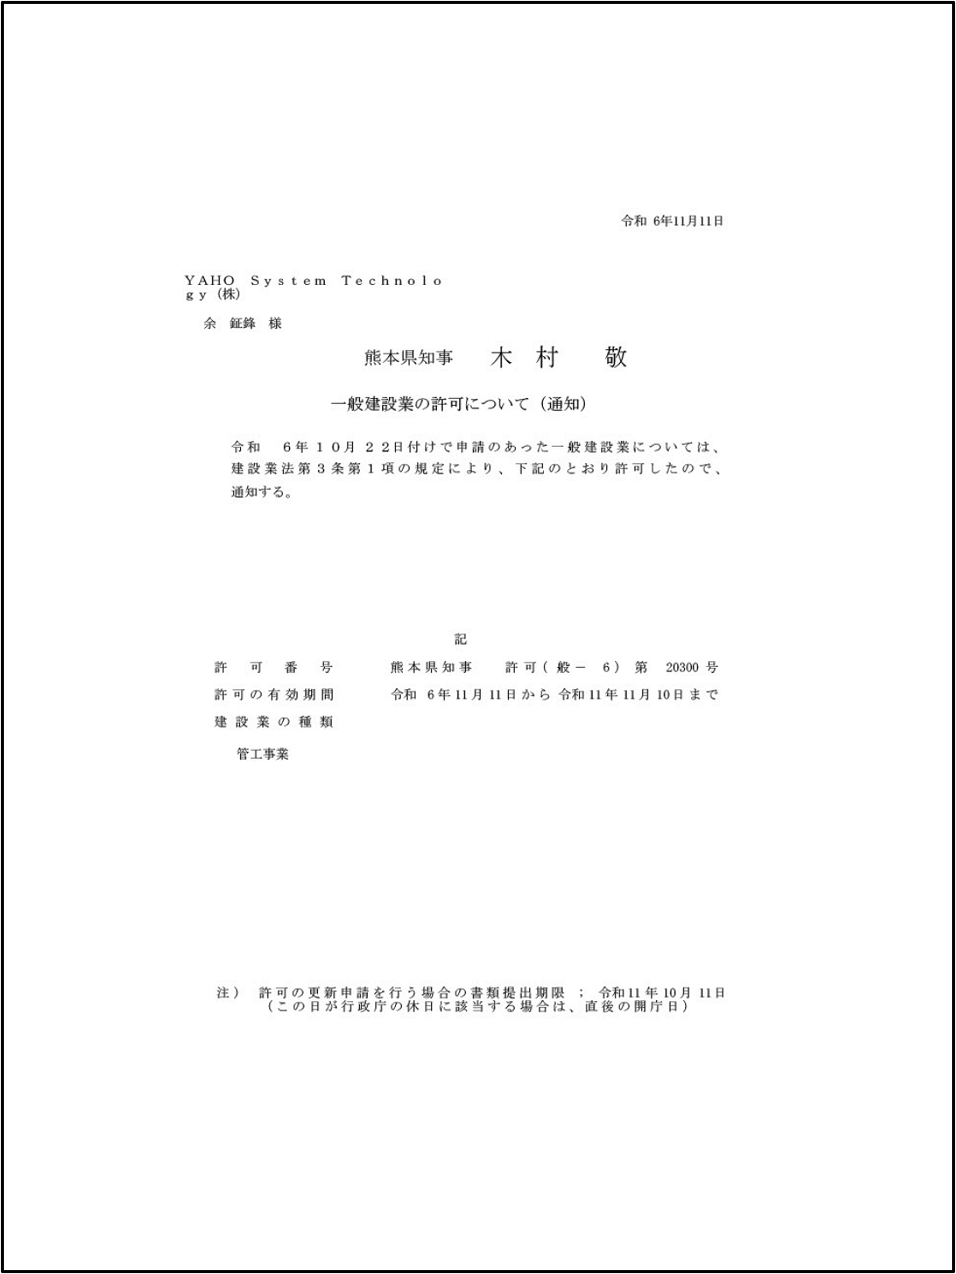 令和 6年11月11日
YAHO System Technolo
gy（株）
余 鉦鋒 様
熊本県知事 木村 敬
一般建設業の許可について（通知）
令和 6年10月22日付けで申請のあった一般建設業については、
建設業法第3条第1項の規定により、下記のとおり許可したので、
通知する。
記
許可番号 熊本県知事 許可(般－ 6) 第 20300 号
許可の有効期間 令和 6年11月11日から 令和11年11月10日まで
建設業の種類
管工事業
注） 許可の更新申請を行う場合の書類提出期限 ； 令和11年10月11日
（この日が行政庁の休日に該当する場合は、直後の開庁日）